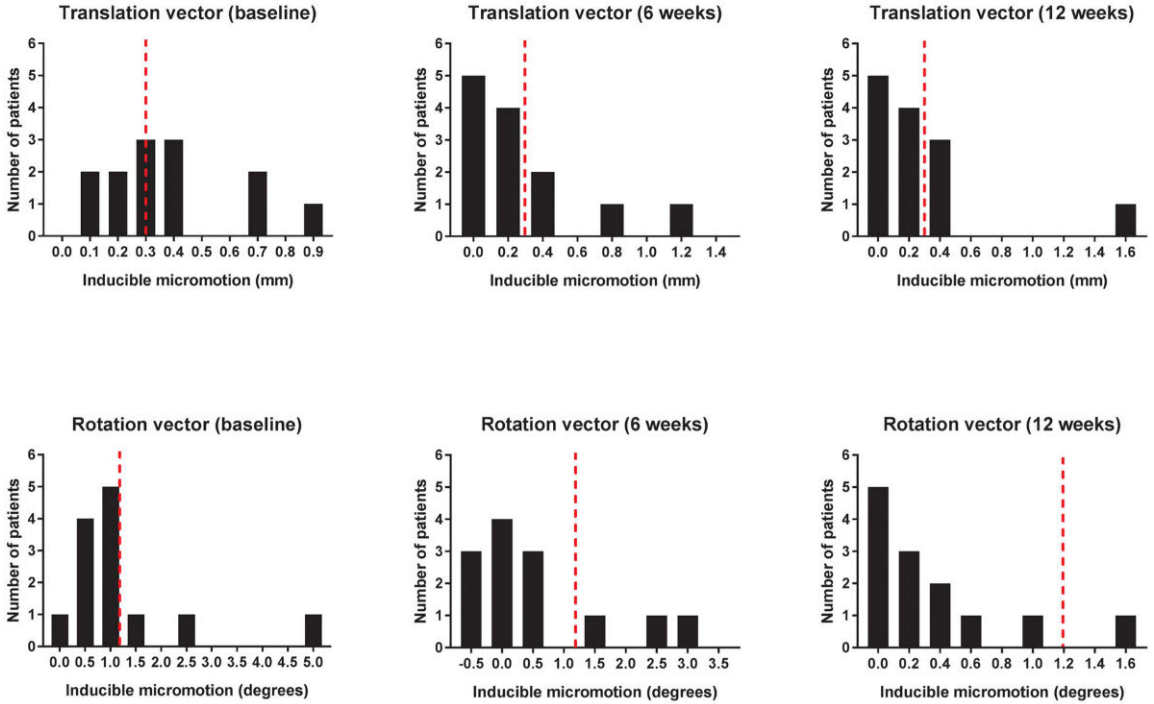 Translation vector (baseline)
Translation vector (6 weeks)
Translation vector (12 weeks)
Number of patients
6
5
4
3
2
1
0
0.0 0.1 0.2 0.3 0.4 0.5 0.6 0.7 0.8 0.9
Inducible micromotion (mm)
Number of patients
6
5
4
3
2
1
0
0.0 0.2 0.4 0.6 0.8 1.0 1.2 1.4
Inducible micromotion (mm)
Number of patients
6
5
4
3
2
1
0
0.0 0.2 0.4 0.6 0.8 1.0 1.2 1.4 1.6
Inducible micromotion (mm)
Rotation vector (baseline)
Rotation vector (6 weeks)
Rotation vector (12 weeks)
Number of patients
6
5
4
3
2
1
0
0.0 0.5 1.0 1.5 2.5 3.0 2.0 3.5 4.0 4.5 5.0
Inducible micromotion (degrees)
Number of patients
6
5
4
3
2
1
0
-0.5 0.0 0.5 1.0 1.5 2.0 2.5 3.0 3.5
Inducible micromotion (degrees)
Number of patients
6
5
4
3
2
1
0
0.0 0.2 0.4 0.6 0.8 1.0 1.2 1.4 1.6
Inducible micromotion (degrees)